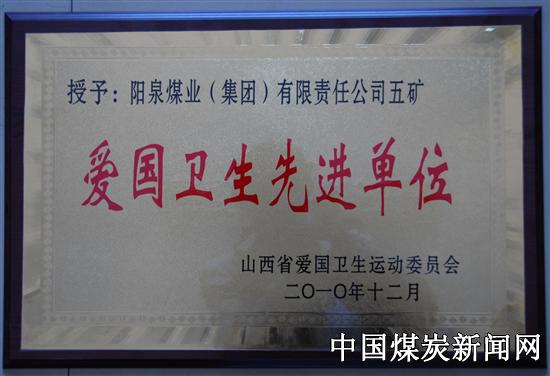 授予：阳泉煤业（集团）有限责任公司五矿
爱国卫生先进单位
山西省爱国卫生运动委员会
二〇一〇年十二月
中国煤炭新闻网